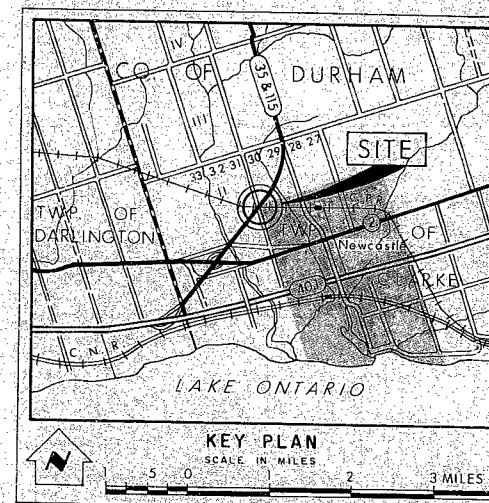 IV
CO OF DURHAM
35 & 115
III
33 32 31 30 29 28 27
II
SITE
C P R
TWP OF DARLINGTON
TWP OF CLARKE
2
Newcastle
401
C N R
LAKE ONTARIO
KEY PLAN
SCALE IN MILES
N
1 .5 0 1 2 3 MILES